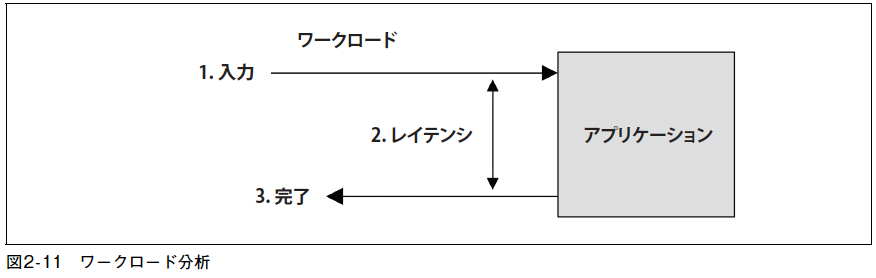 ワークロード
1. 入力
2. レイテンシ
アプリケーション
3. 完了
図2-11 ワークロード分析